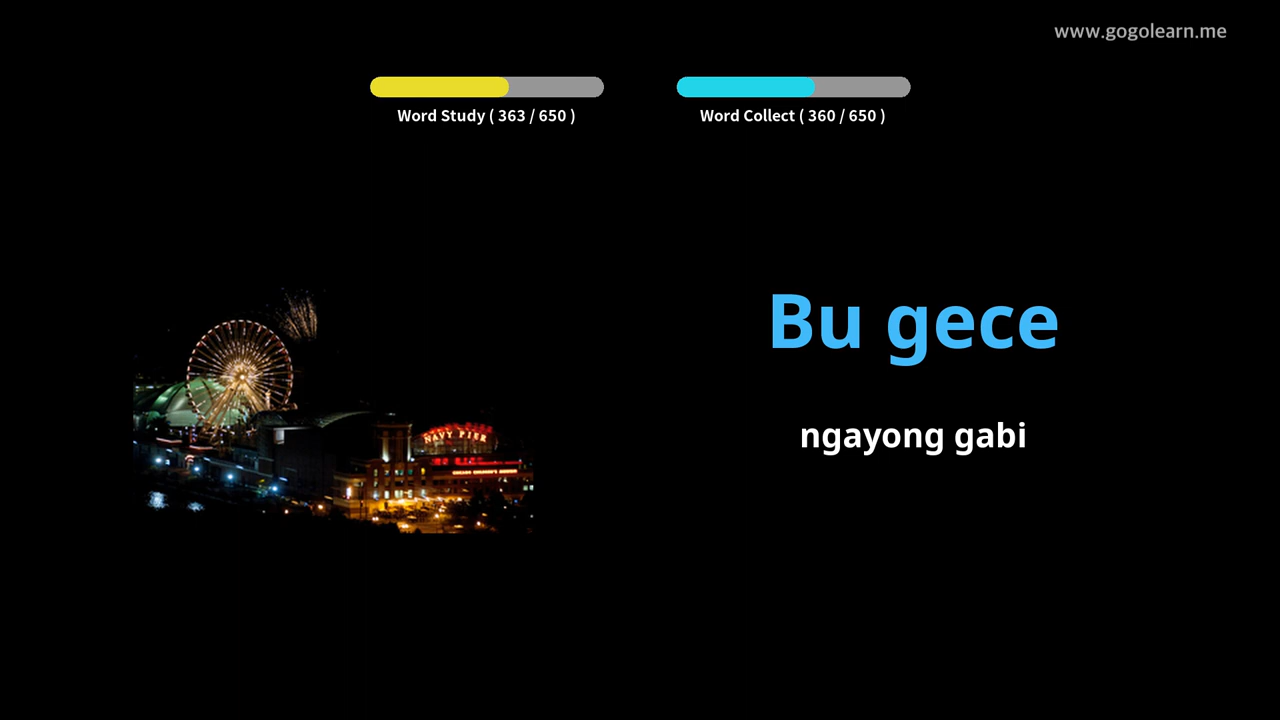 www.gogolearn.me
Word Study ( 363 / 650 )
Word Collect ( 360 / 650 )
Bu gece
ngayong gabi
NAVY PIER